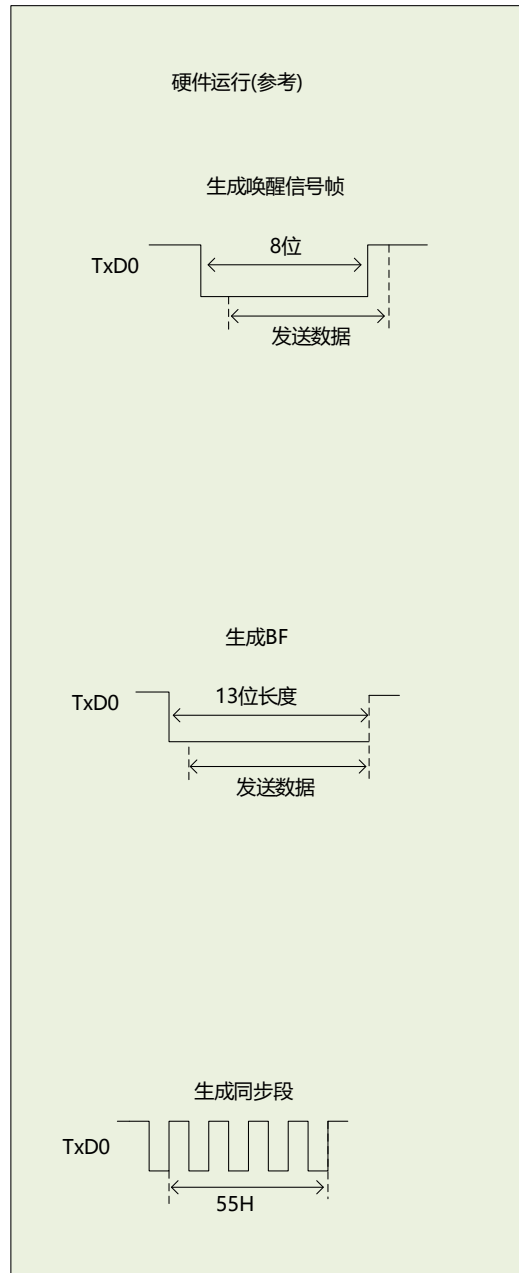 硬件运行(参考)
生成唤醒信号帧
TxD0
8位
发送数据
生成BF
TxD0
13位长度
发送数据
生成同步段
TxD0
55H